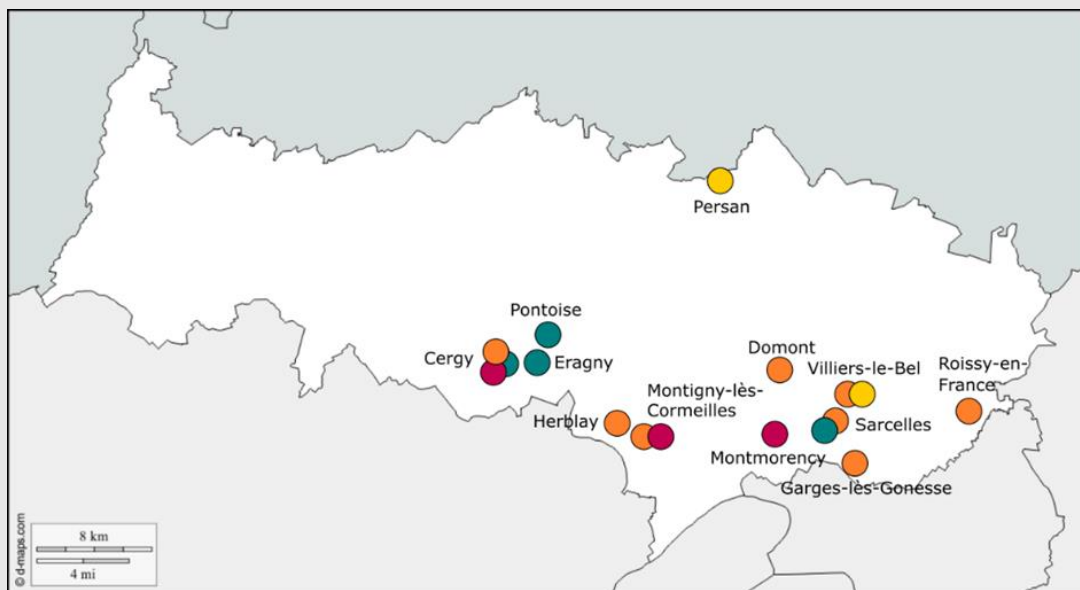 Persan
Pontoise
Cergy
Eragny
Domont
Villiers-le-Bel
Roissy-en-
France
Montigny-lès-
Cormeilles
Herblay
Sarcelles
Montmorency
Garges-lès-Gonesse
8 km
4 mi
© d-maps.com